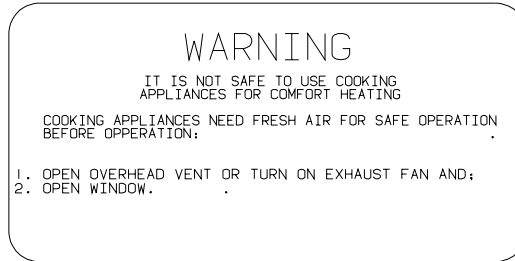 WARNING
IT IS NOT SAFE TO USE COOKING
APPLIANCES FOR COMFORT HEATING
COOKING APPLIANCES NEED FRESH AIR FOR SAFE OPERATION
BEFORE OPPERATION: .
1. OPEN OVERHEAD VENT OR TURN ON EXHAUST FAN AND;
2. OPEN WINDOW. .